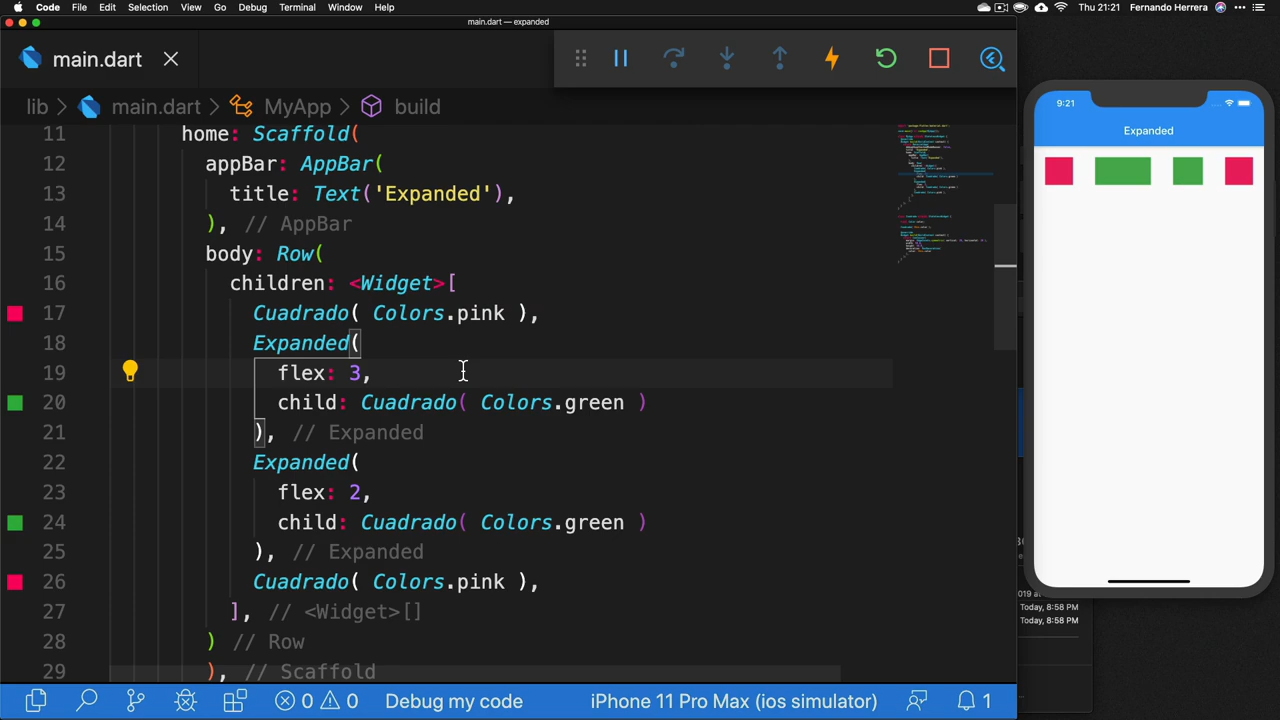 Code File Edit Selection View Go Debug Terminal Window Help Thu 21:21 Fernando Herrera
main.dart — expanded
main.dart
lib > main.dart > MyApp > build
11 home: Scaffold(
12 appBar: AppBar(
13 title: Text('Expanded'),
14 ), // AppBar
15 body: Row(
16 children: <Widget>[
17 Cuadrado( Colors.pink ),
18 Expanded(
19 flex: 3,
20 child: Cuadrado( Colors.green )
21 ), // Expanded
22 Expanded(
23 flex: 2,
24 child: Cuadrado( Colors.green )
25 ), // Expanded
26 Cuadrado( Colors.pink ),
27 ], // <Widget>[]
28 ) // Row
29 ), // Scaffold
0 0 Debug my code iPhone 11 Pro Max (ios simulator) 1
9:21
Expanded
Today, 8:58 PM
Today, 8:58 PM